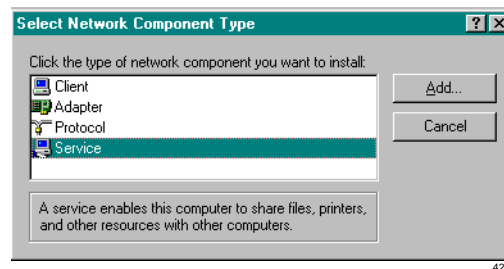 Select Network Component Type
Click the type of network component you want to install:
Client
Adapter
Protocol
Service
Add...
Cancel
A service enables this computer to share files, printers,
and other resources with other computers.